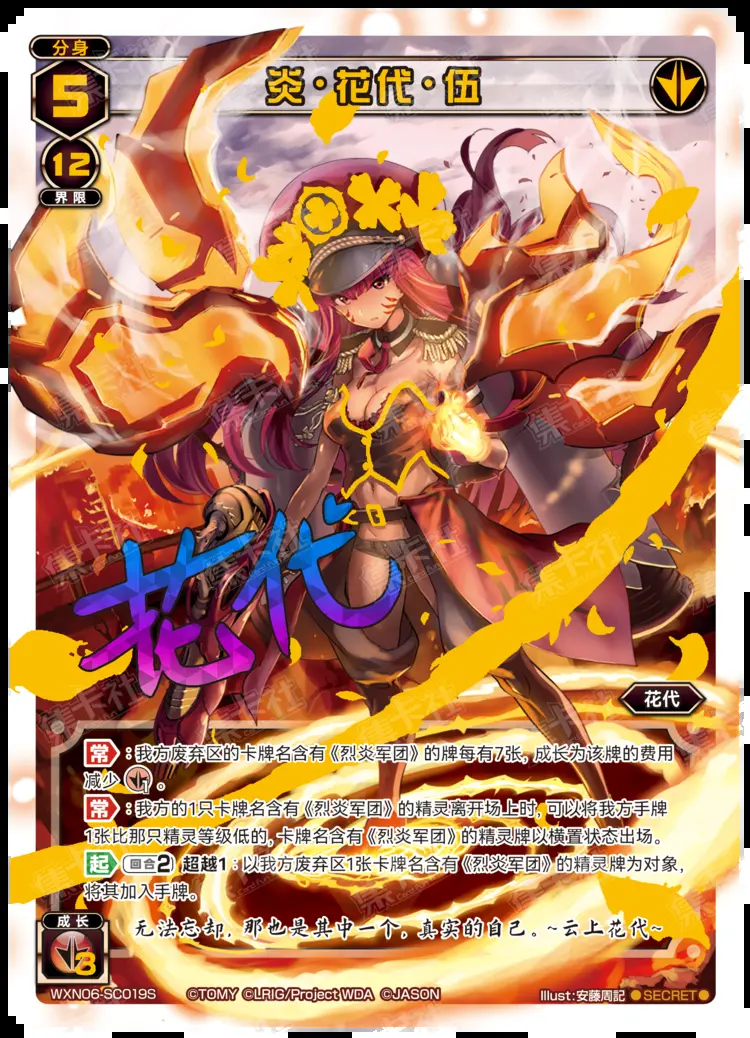 分身
5
炎·花代·伍
12
界限
花代
花代
常：我方废弃区的卡牌名含有《烈炎军团》的牌每有7张，成长为该牌的费用
减少1。
常：我方的1只卡牌名含有《烈炎军团》的精灵离开场上时，可以将我方手牌
1张比那只精灵等级低的，卡牌名含有《烈炎军团》的精灵牌以横置状态出场。
起 回合2 超越1：以我方废弃区1张卡牌名含有《烈炎军团》的精灵牌为对象，
将其加入手牌。
成长
3
无法忘却，那也是其中一个，真实的自己。~云上花代~
WXN06-SC019S ©TOMY ©LRIG/Project WDA ©JASON Illust:安藤周記 ●SECRET●
集卡社